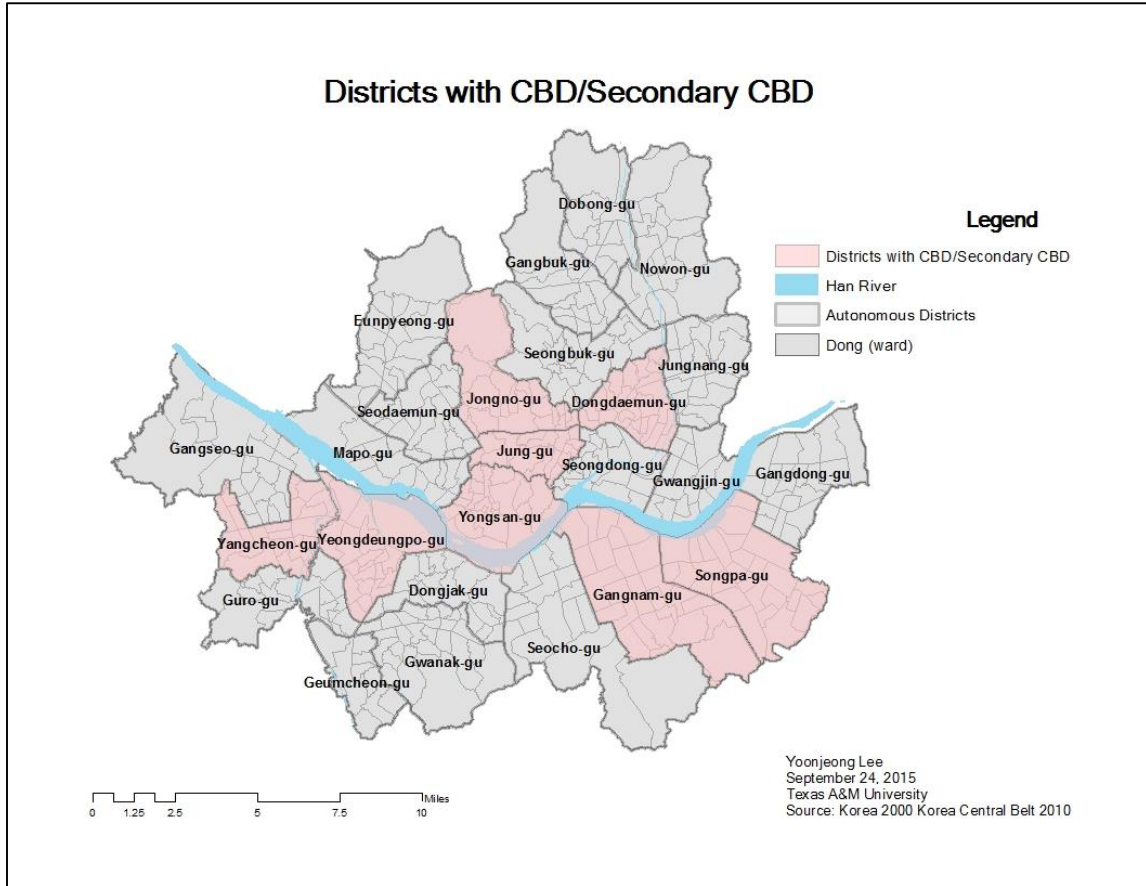 Districts with CBD/Secondary CBD
Legend
Districts with CBD/Secondary CBD
Han River
Autonomous Districts
Dong (ward)
Dobong-gu
Gangbuk-gu
Nowon-gu
Eunpyeong-gu
Seongbuk-gu
Jungnang-gu
Jongno-gu
Dongdaemun-gu
Seodaemun-gu
Gangseo-gu
Mapo-gu
Jung-gu
Seongdong-gu
Gwangjin-gu
Gangdong-gu
Yongsan-gu
Yangcheon-gu
Yeongdeungpo-gu
Songpa-gu
Dongjak-gu
Gangnam-gu
Guro-gu
Seocho-gu
Gwanak-gu
Geumcheon-gu
Miles
0 1.25 2.5 5 7.5 10
Yoonjeong Lee
September 24, 2015
Texas A&M University
Source: Korea 2000 Korea Central Belt 2010